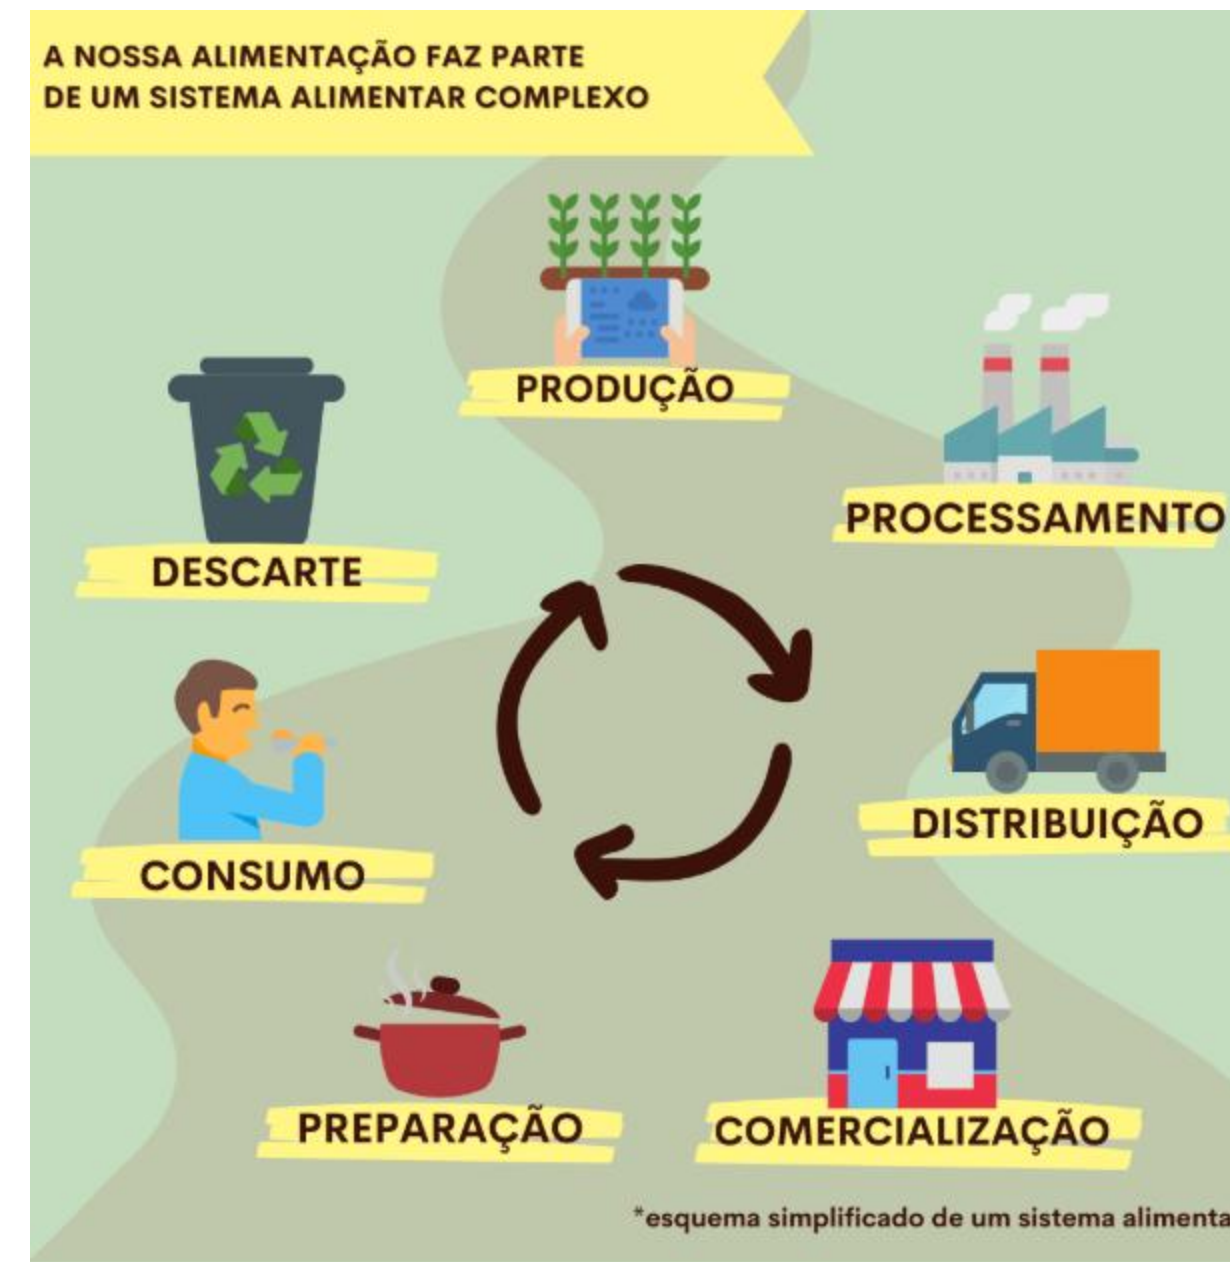 A NOSSA ALIMENTAÇÃO FAZ PARTE
DE UM SISTEMA ALIMENTAR COMPLEXO
PRODUÇÃO
PROCESSAMENTO
DESCARTE
DISTRIBUIÇÃO
CONSUMO
PREPARAÇÃO
COMERCIALIZAÇÃO
*esquema simplificado de um sistema alimenta